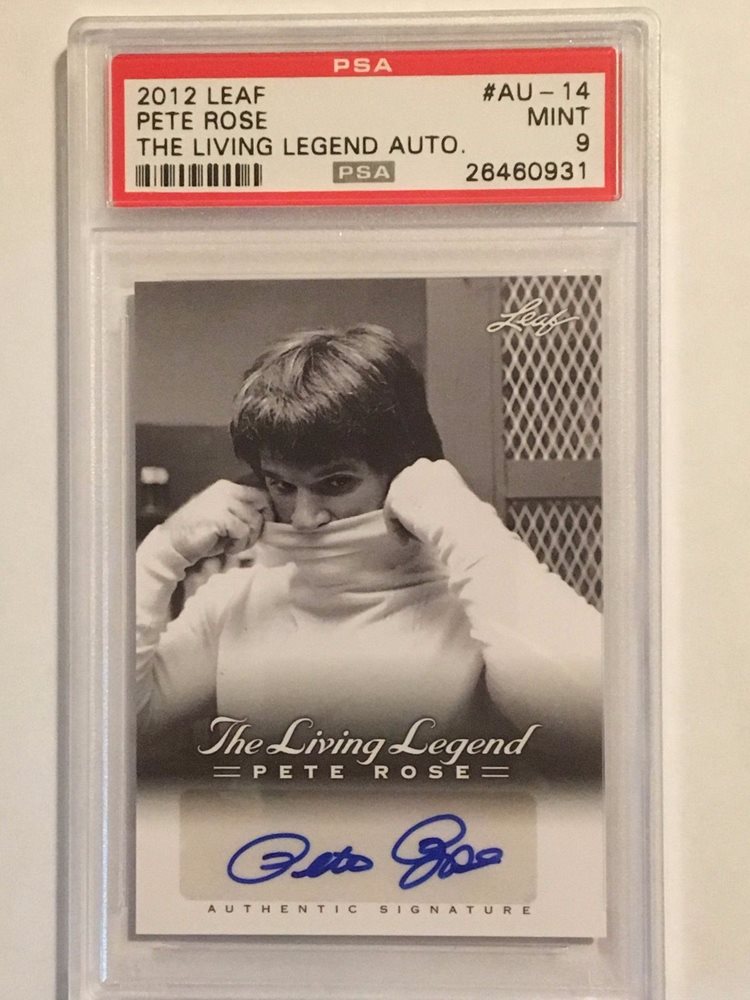 PSA
2012 LEAF #AU-14
PETE ROSE MINT
THE LIVING LEGEND AUTO. 9
PSA 26460931
Leaf
The Living Legend
PETE ROSE
Pete Rose
AUTHENTIC SIGNATURE